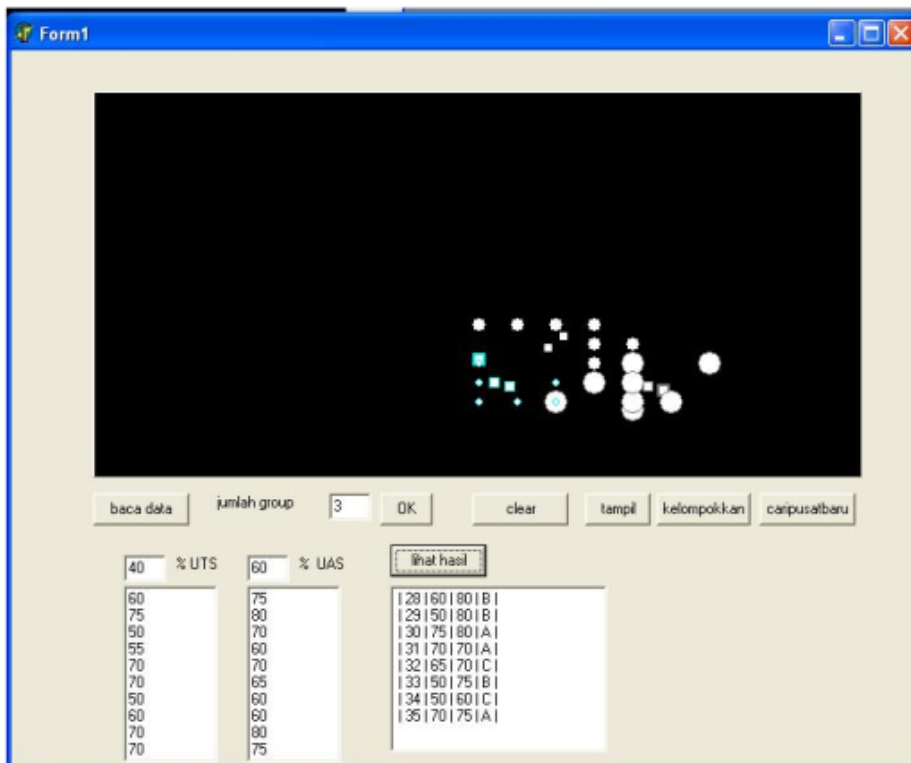 Form1
baca data jumlah group 3 OK clear tampil kelompokkan caripusatbaru
40 % UTS 60 % UAS lihat hasil
60 75 |28|60|80|B|
75 80 |29|50|80|B|
50 70 |30|75|80|A|
55 60 |31|70|70|A|
70 70 |32|65|70|C|
70 65 |33|50|75|B|
50 60 |34|50|60|C|
60 60 |35|70|75|A|
70 80
70 75